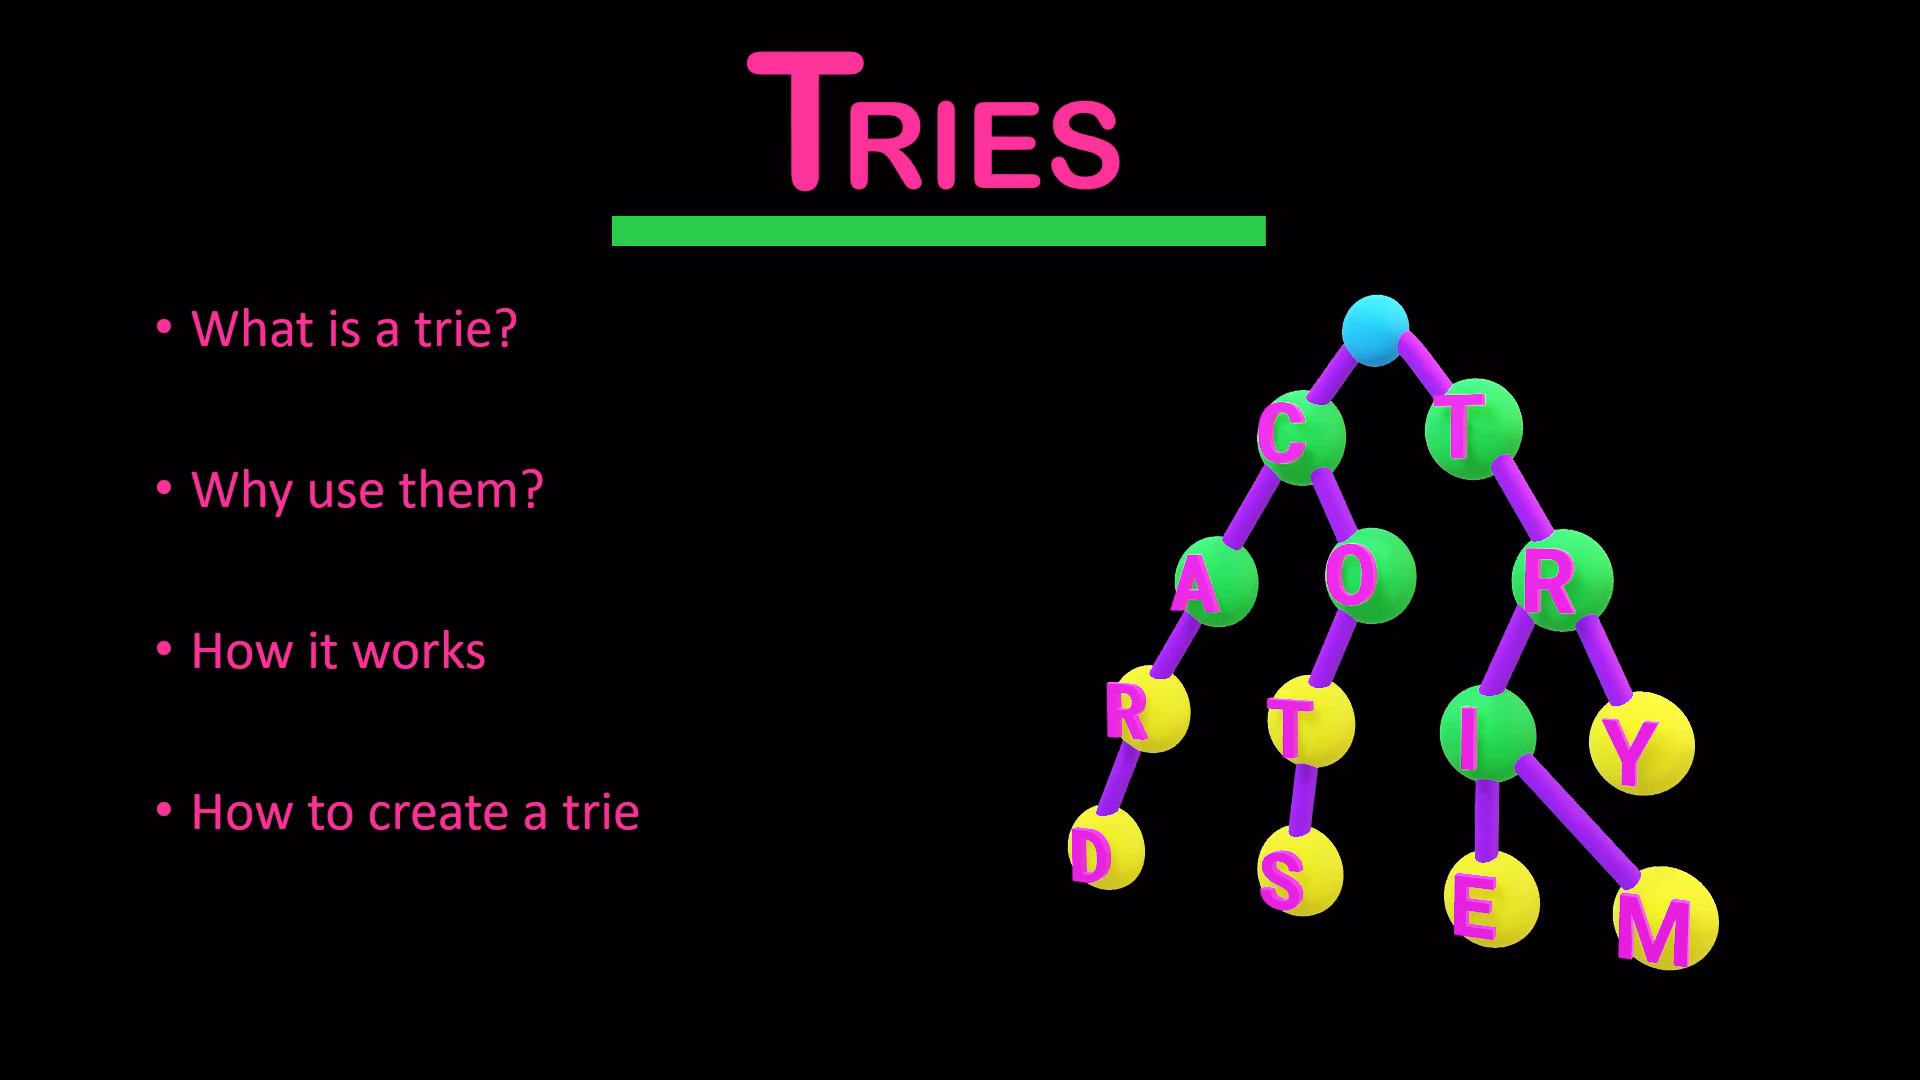 TRIES
• What is a trie?
• Why use them?
• How it works
• How to create a trie
C T
A O R
R T I Y
D S E M